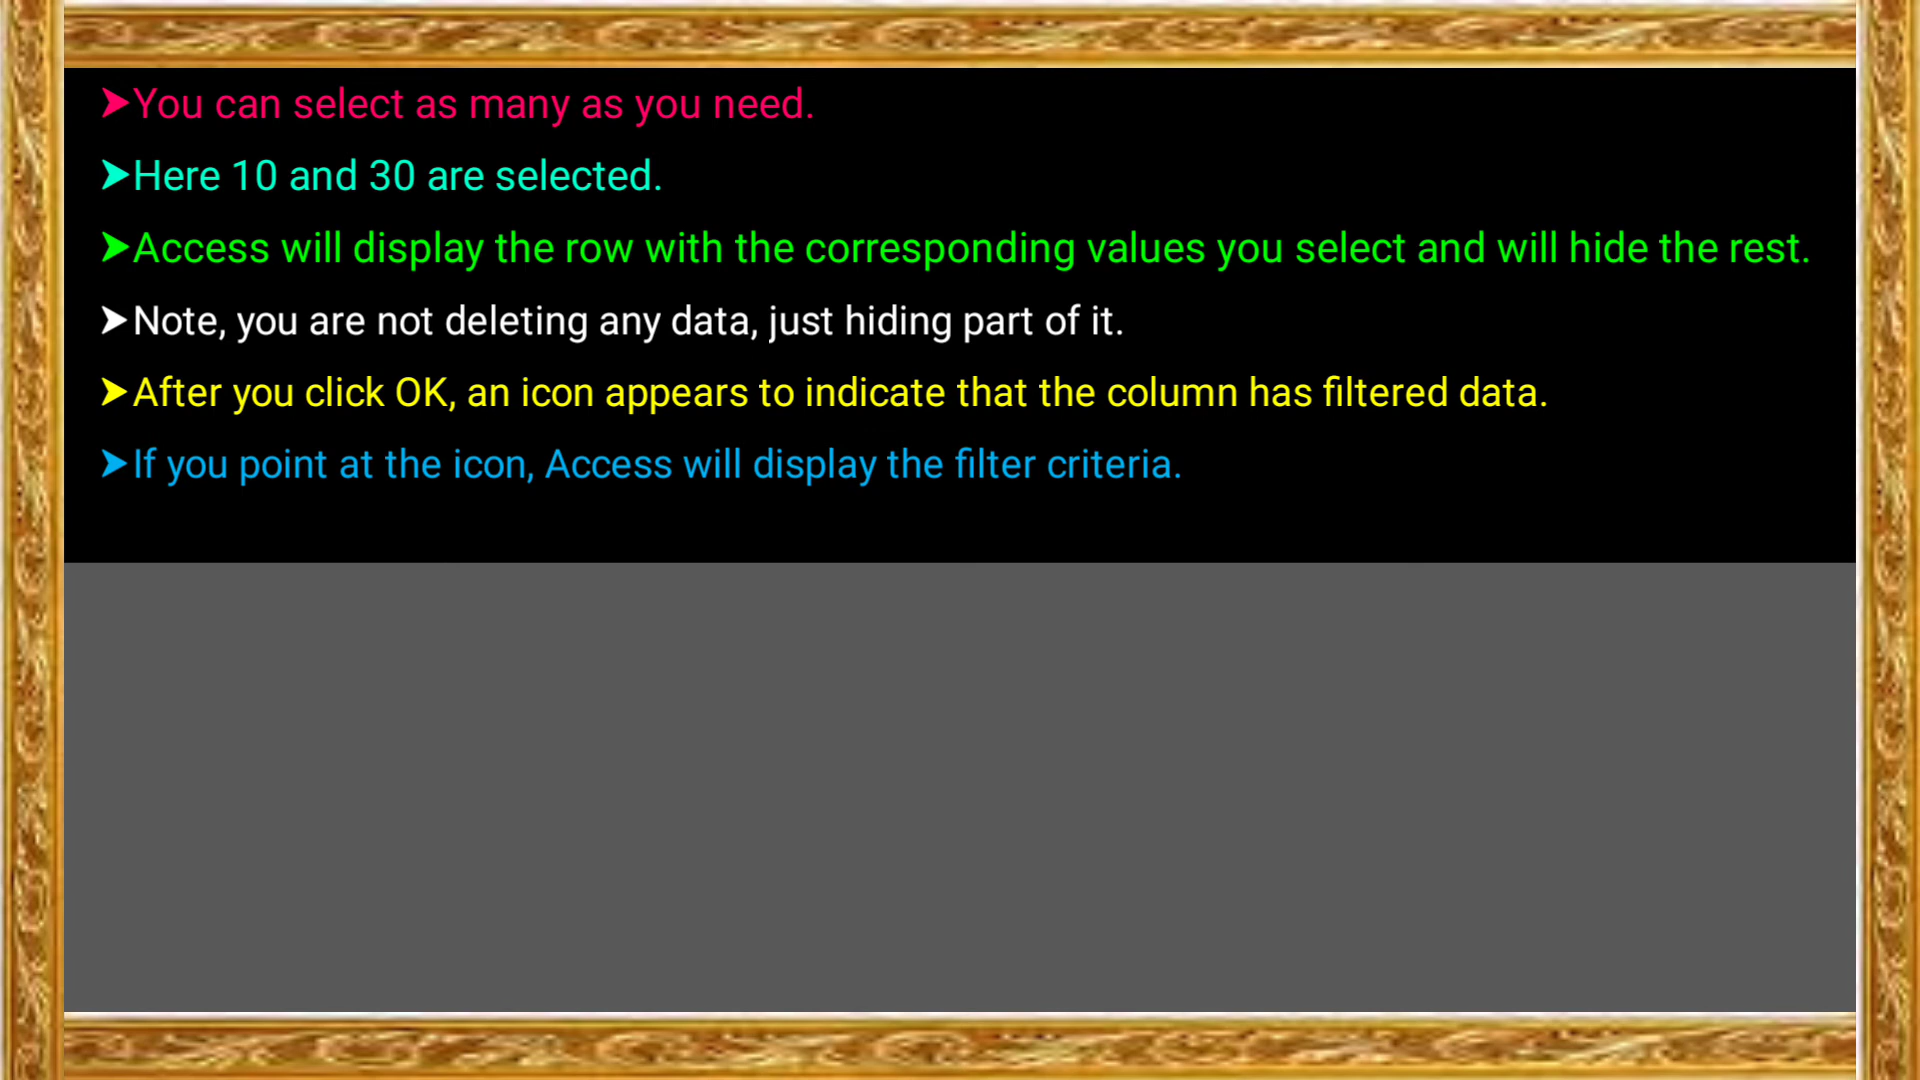 ➤You can select as many as you need.
➤Here 10 and 30 are selected.
➤Access will display the row with the corresponding values you select and will hide the rest.
➤Note, you are not deleting any data, just hiding part of it.
➤After you click OK, an icon appears to indicate that the column has filtered data.
➤If you point at the icon, Access will display the filter criteria.